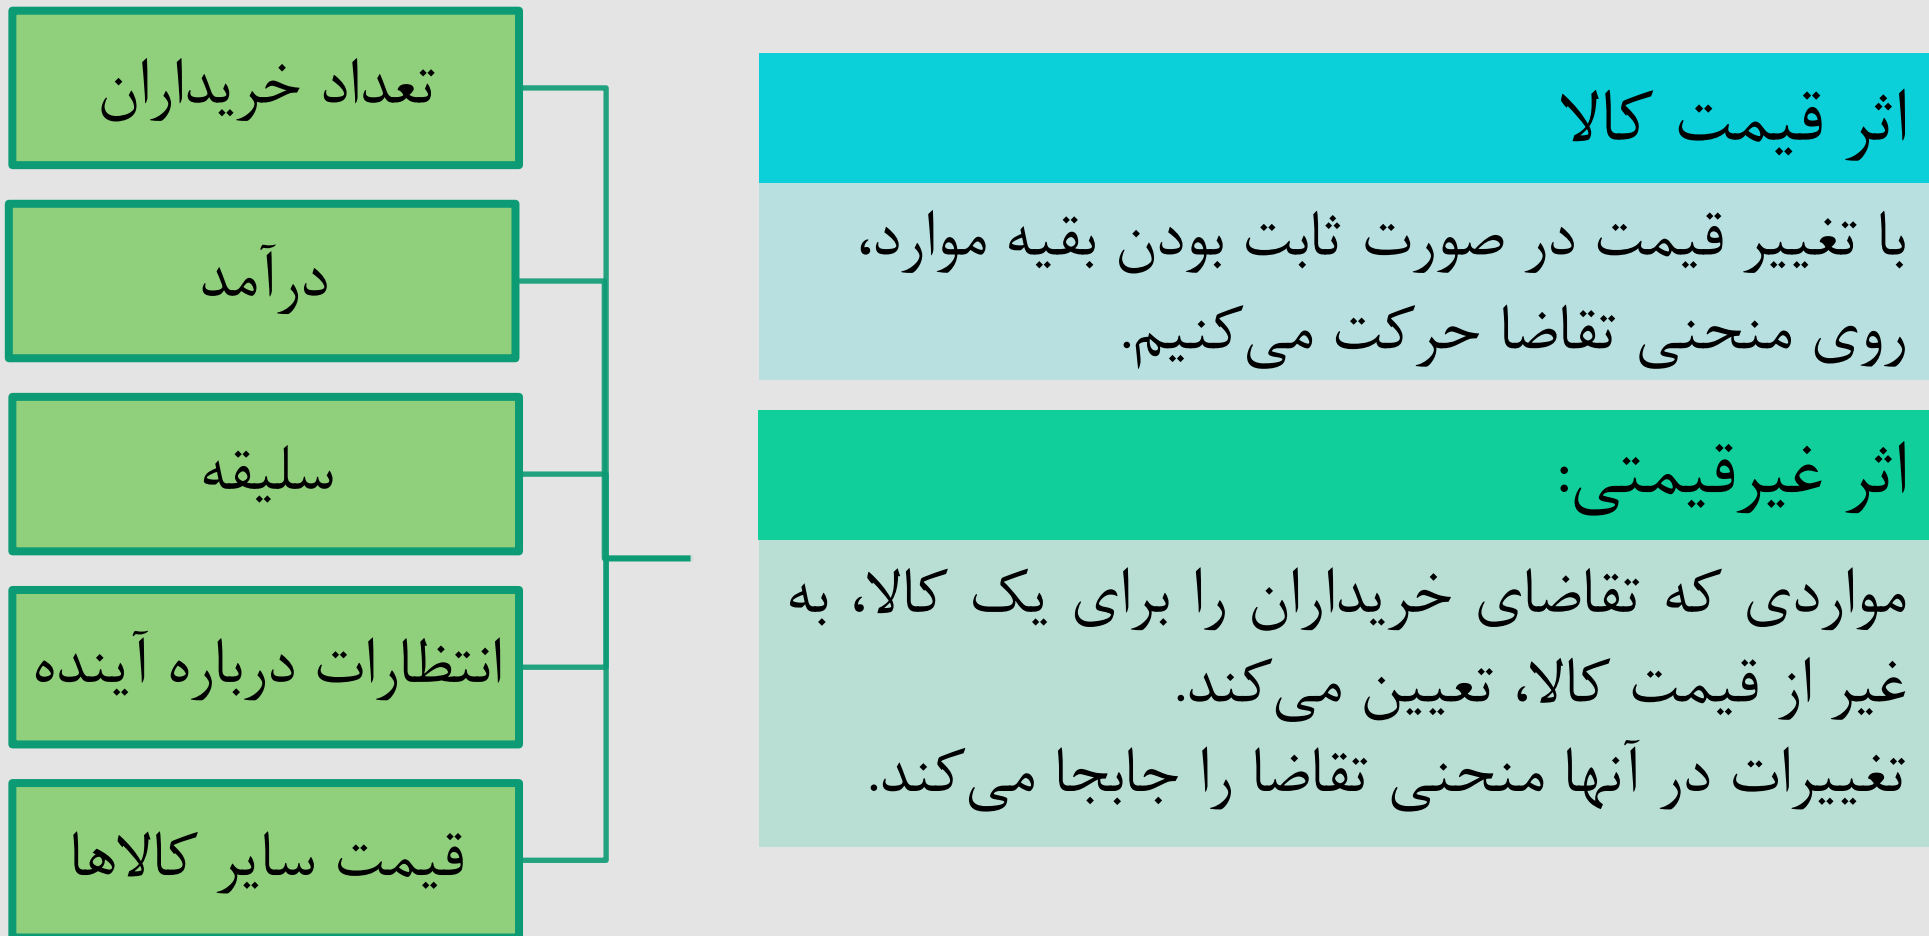 اثر قیمت کالا
با تغییر قیمت در صورت ثابت بودن بقیه موارد،
روی منحنی تقاضا حرکت می‌کنیم.
اثر غیرقیمتی:
مواردی که تقاضای خریداران را برای یک کالا، به
غیر از قیمت کالا، تعیین می‌کند.
تغییرات در آنها منحنی تقاضا را جابجا می‌کند.
تعداد خریداران
درآمد
سلیقه
انتظارات درباره آینده
قیمت سایر کالاها